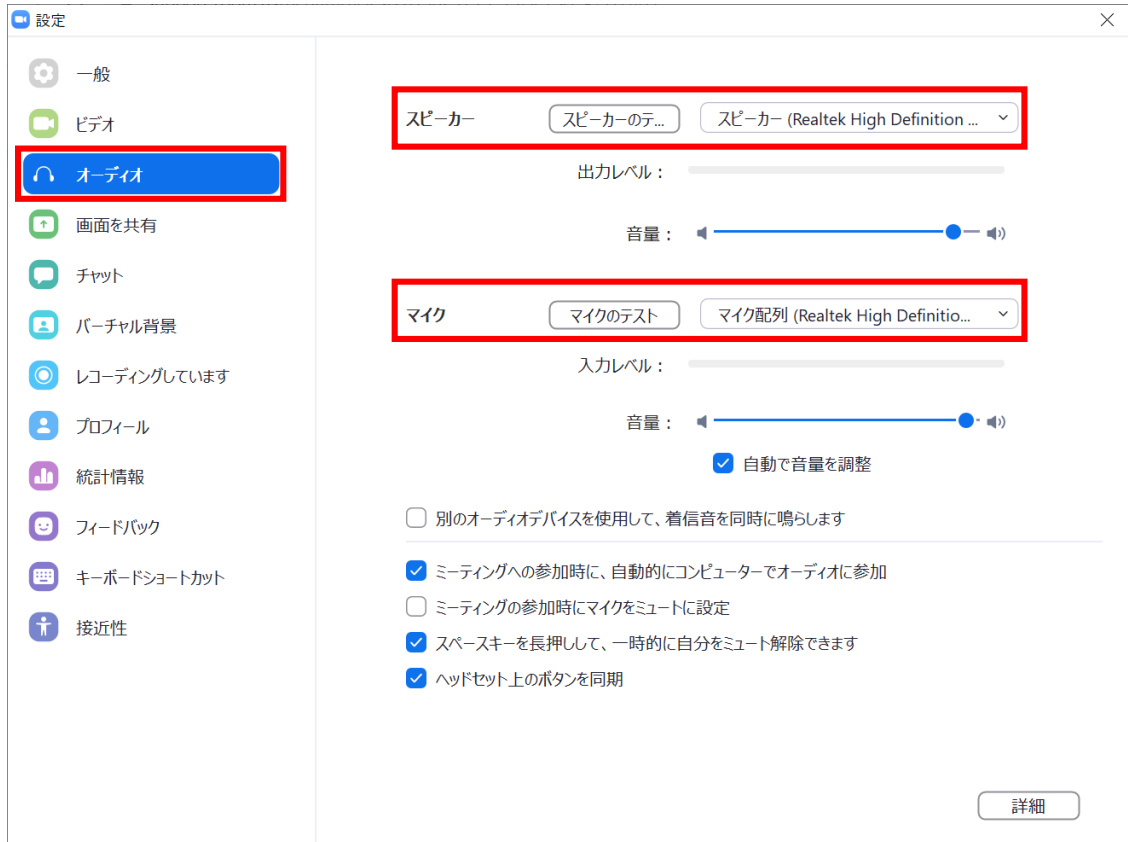 設定
一般
ビデオ
オーディオ
画面を共有
チャット
バーチャル背景
レコーディングしています
プロフィール
統計情報
フィードバック
キーボードショートカット
接近性
スピーカー スピーカーのテ... スピーカー (Realtek High Definition ...
出力レベル：
音量：
マイク マイクのテスト マイク配列 (Realtek High Definitio...
入力レベル：
音量：
自動で音量を調整
別のオーディオデバイスを使用して、着信音を同時に鳴らします
ミーティングへの参加時に、自動的にコンピューターでオーディオに参加
ミーティングの参加時にマイクをミュートに設定
スペースキーを長押しして、一時的に自分をミュート解除できます
ヘッドセット上のボタンを同期
詳細